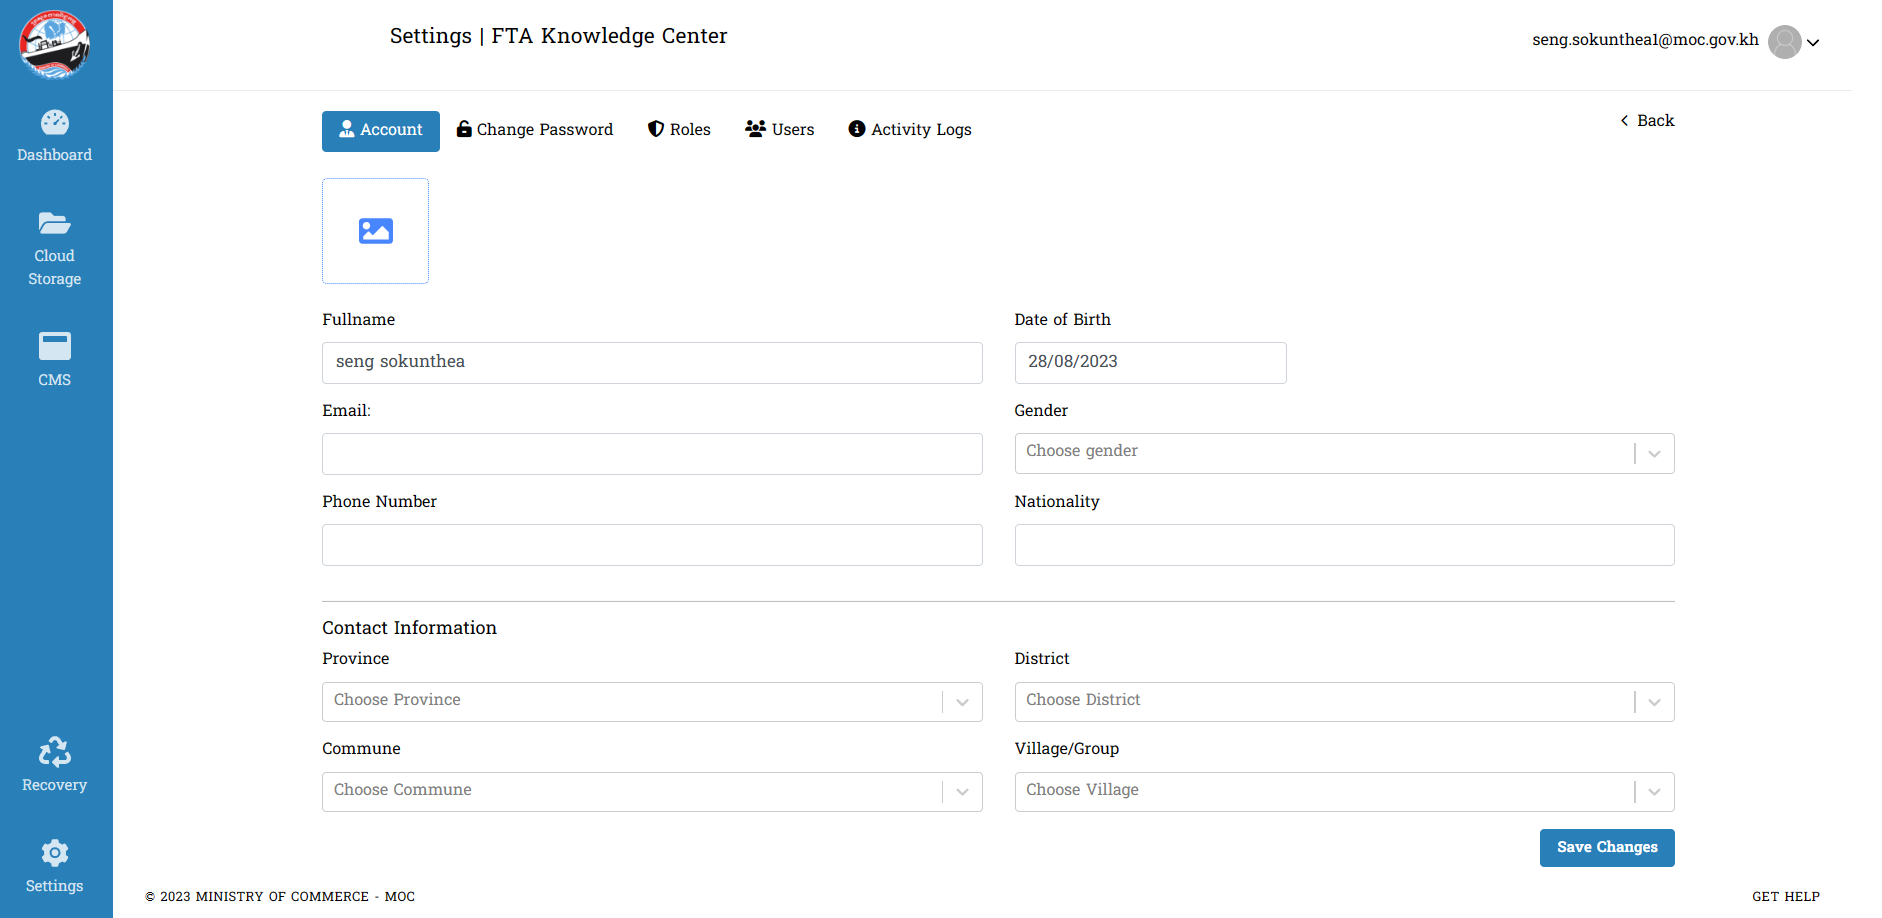 Settings | FTA Knowledge Center
seng.sokunthea1@moc.gov.kh
Dashboard
Cloud
Storage
CMS
Recovery
Settings
Account
Change Password
Roles
Users
Activity Logs
Back
Fullname
seng sokunthea
Date of Birth
28/08/2023
Email:
Gender
Choose gender
Phone Number
Nationality
Contact Information
Province
Choose Province
District
Choose District
Commune
Choose Commune
Village/Group
Choose Village
Save Changes
© 2023 MINISTRY OF COMMERCE - MOC
GET HELP